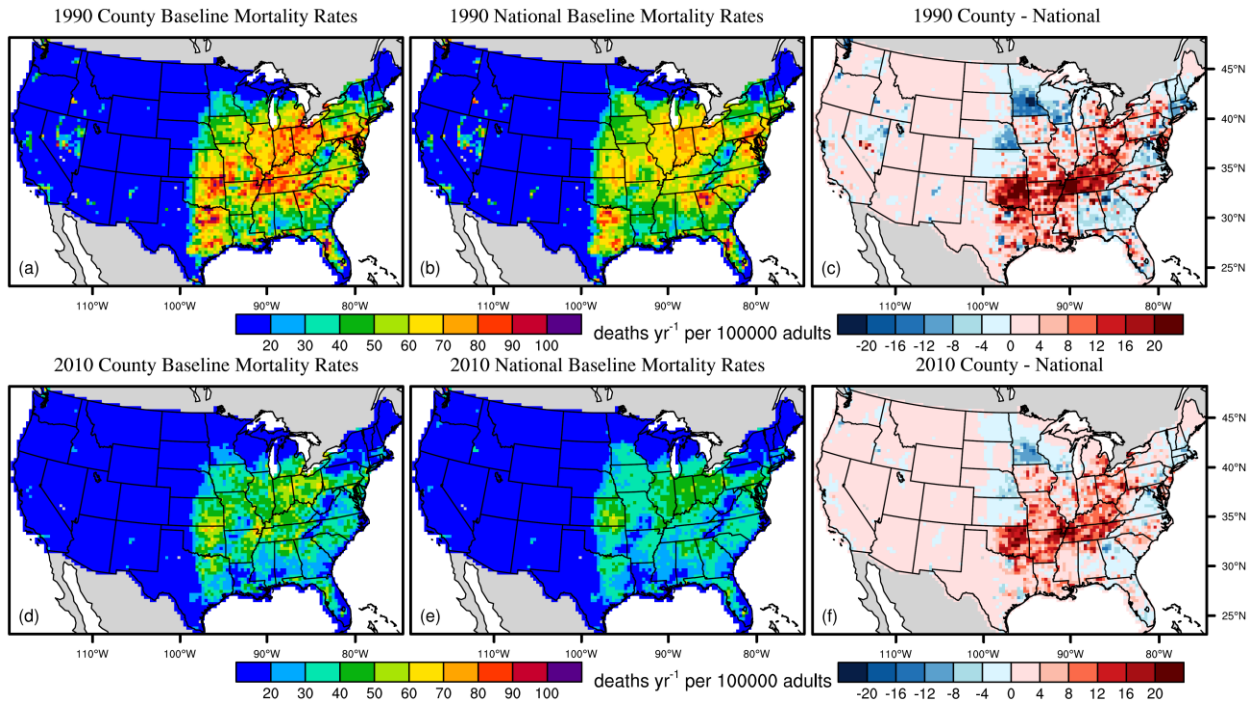 1990 County Baseline Mortality Rates
1990 National Baseline Mortality Rates
1990 County - National
(a)
(b)
(c)
45°N
40°N
35°N
30°N
25°N
110°W 100°W 90°W 80°W
110°W 100°W 90°W 80°W
110°W 100°W 90°W 80°W
20 30 40 50 60 70 80 90 100
deaths yr⁻¹ per 100000 adults
-20 -16 -12 -8 -4 0 4 8 12 16 20
2010 County Baseline Mortality Rates
2010 National Baseline Mortality Rates
2010 County - National
(d)
(e)
(f)
45°N
40°N
35°N
30°N
25°N
110°W 100°W 90°W 80°W
110°W 100°W 90°W 80°W
110°W 100°W 90°W 80°W
20 30 40 50 60 70 80 90 100
deaths yr⁻¹ per 100000 adults
-20 -16 -12 -8 -4 0 4 8 12 16 20